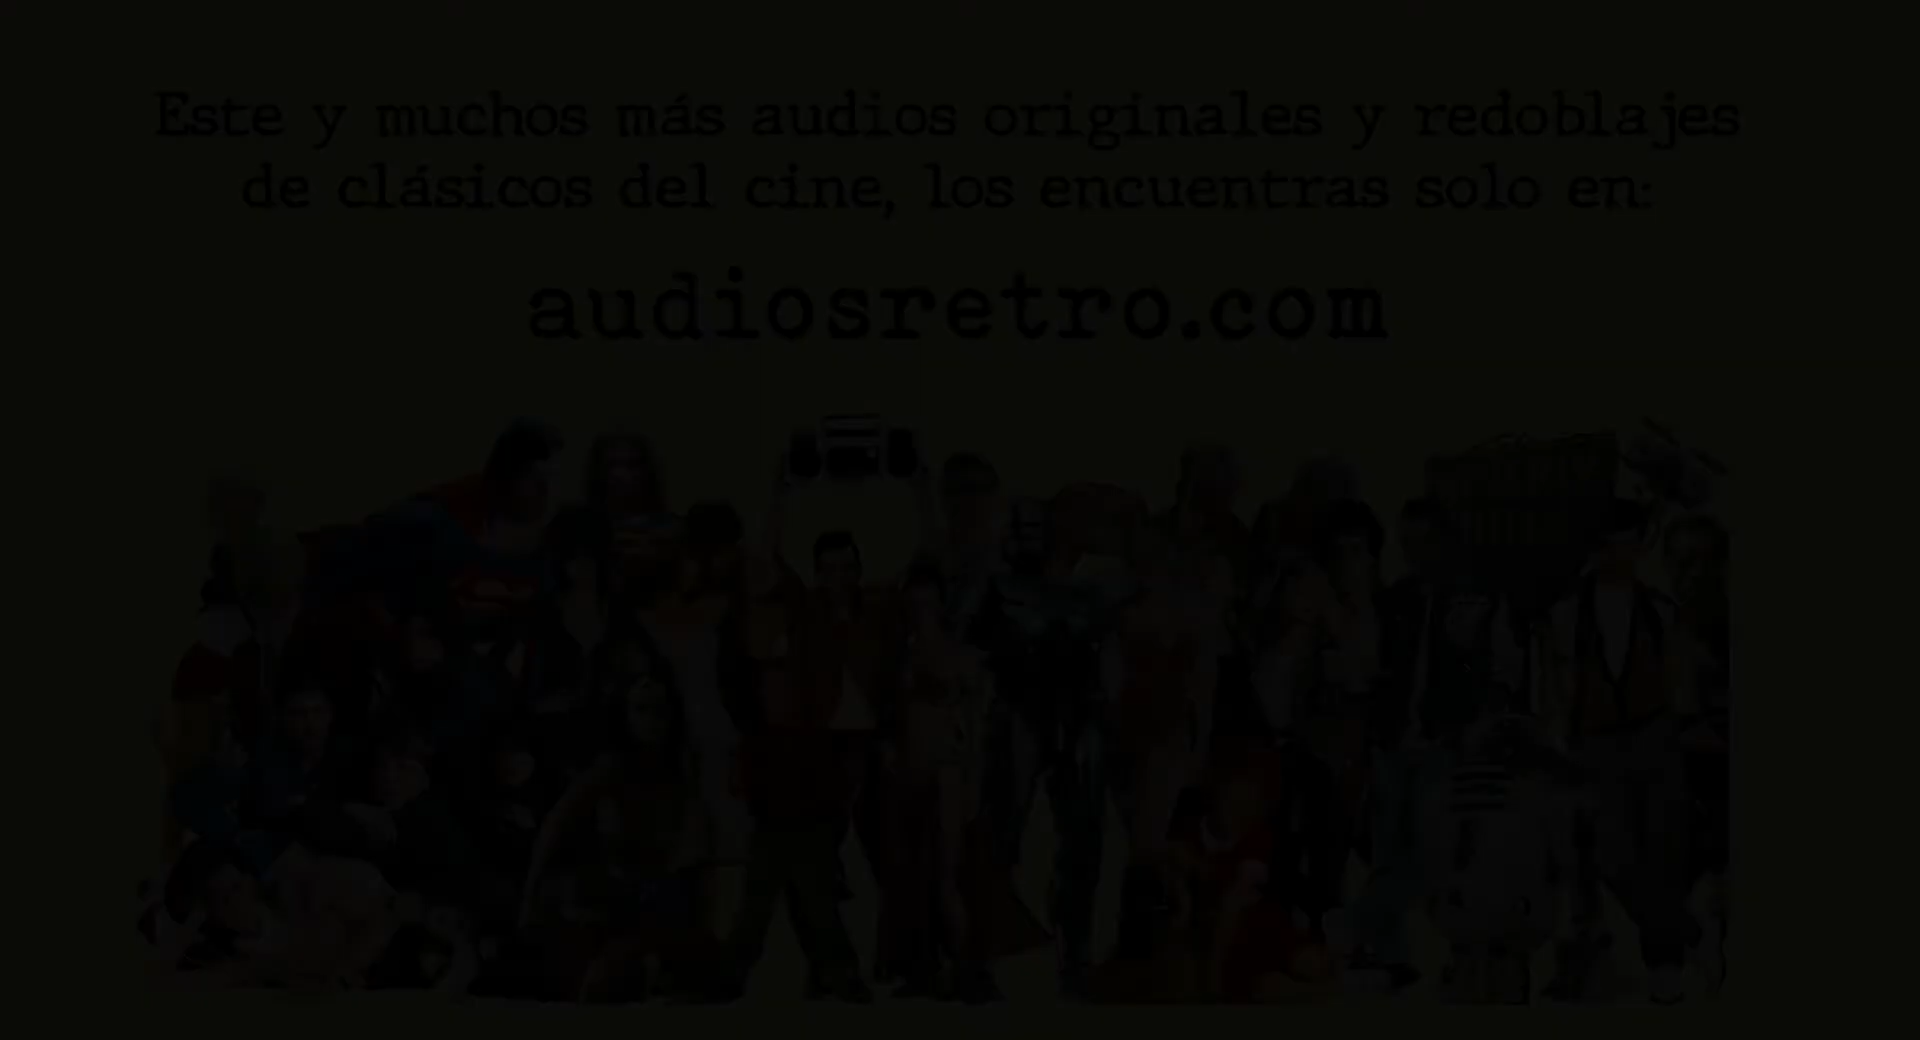 Este y muchos más audios originales y redoblajes
de clásicos del cine, los encuentras solo en:
audiosretro.com